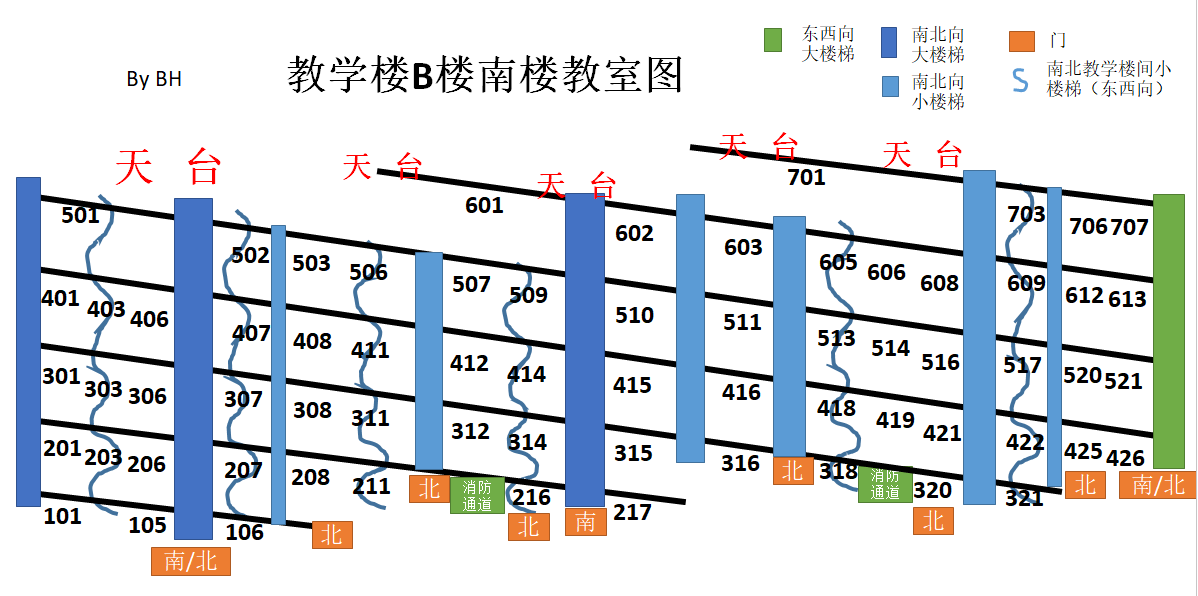 教学楼B楼南楼教室图
By BH
东西向
大楼梯
南北向
大楼梯
门
南北向
小楼梯
南北教学楼间小
楼梯（东西向）
天 台
天 台
天 台
天 台
天 台
701
601
501
602
703
706 707
502
503
506
507
509
603
605
606
608
609
612 613
401
403
406
407
408
411
412
414
510
511
513
514
516
517
520 521
301
303
306
307
308
311
312
314
415
416
418
419
421
422
425
426
201
203
206
207
208
211
216
315
316
318
320
321
101
105
106
217
北
消防
通道
北
南
北
消防
通道
北
北
南/北
北
南/北